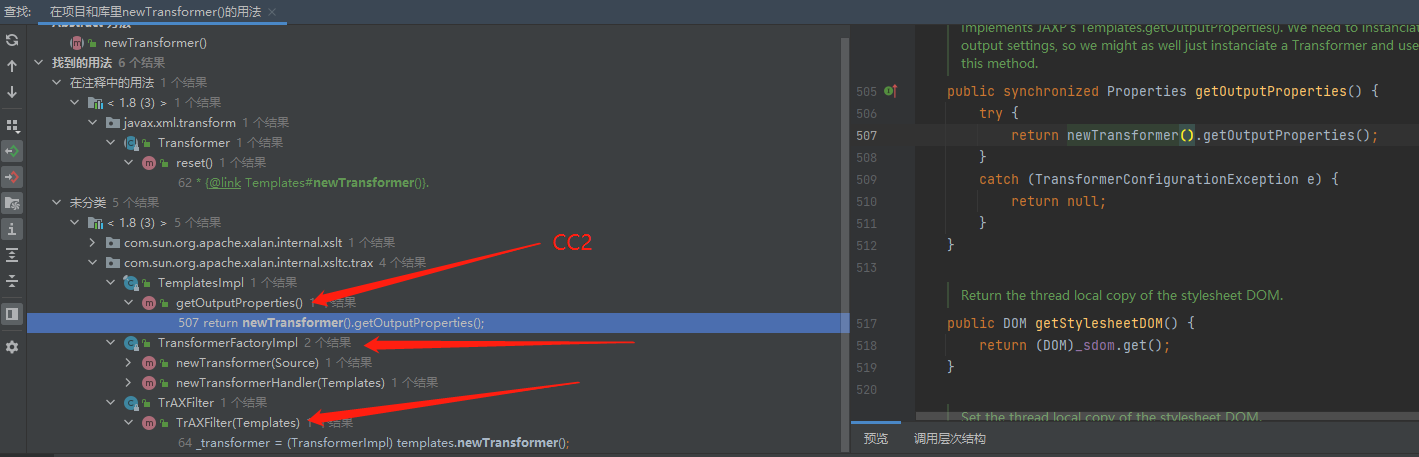 查找: 在项目和库里newTransformer()的用法
Abstract 方法
newTransformer()
找到的用法 6个结果
在注释中的用法 1个结果
< 1.8 (3) > 1个结果
javax.xml.transform 1个结果
Transformer 1个结果
reset() 1个结果
62 * {@link Templates#newTransformer()}.
未分类 5个结果
< 1.8 (3) > 5个结果
com.sun.org.apache.xalan.internal.xslt 1个结果
com.sun.org.apache.xalan.internal.xsltc.trax 4个结果
TemplatesImpl 1个结果
getOutputProperties() 1个结果
507 return newTransformer().getOutputProperties();
TransformerFactoryImpl 2个结果
newTransformer(Source) 1个结果
newTransformerHandler(Templates) 1个结果
TrAXFilter 1个结果
TrAXFilter(Templates) 1个结果
64 _transformer = (TransformerImpl) templates.newTransformer();
CC2
Implements JAXP's Templates.getOutputProperties(). We need to instanciat
output settings, so we might as well just instanciate a Transformer and use
this method.
505 public synchronized Properties getOutputProperties() {
506 try {
507 return newTransformer().getOutputProperties();
508 }
509 catch (TransformerConfigurationException e) {
510 return null;
511 }
512 }
513
Return the thread local copy of the stylesheet DOM.
517 public DOM getStylesheetDOM() {
518 return (DOM)_sdom.get();
519 }
520
Set the thread local copy of the stylesheet DOM.
预览 调用层次结构